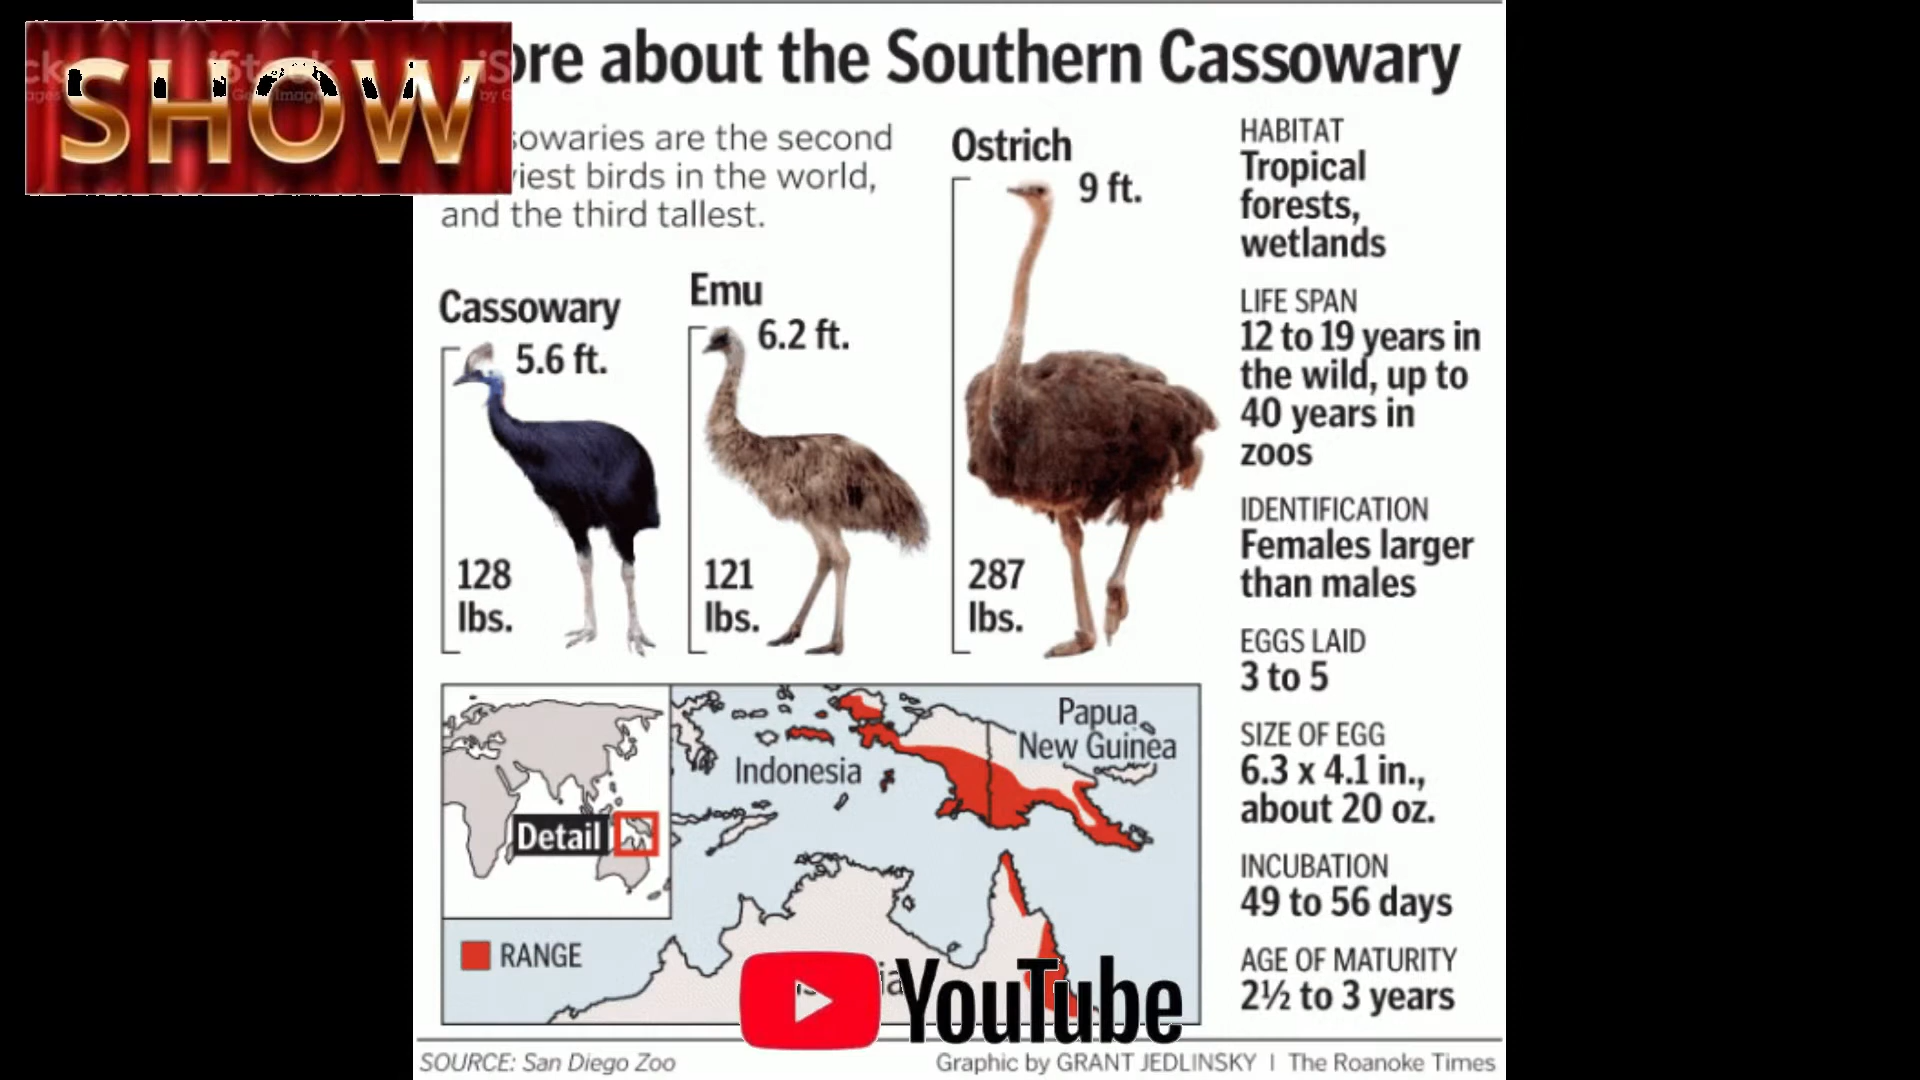 SHOW
ore about the Southern Cassowary
sowaries are the second
iest birds in the world,
and the third tallest.
Cassowary
5.6 ft.
128
lbs.
Emu
6.2 ft.
121
lbs.
Ostrich
9 ft.
287
lbs.
HABITAT
Tropical
forests,
wetlands
LIFE SPAN
12 to 19 years in
the wild, up to
40 years in
zoos
IDENTIFICATION
Females larger
than males
EGGS LAID
3 to 5
SIZE OF EGG
6.3 x 4.1 in.,
about 20 oz.
INCUBATION
49 to 56 days
AGE OF MATURITY
2½ to 3 years
Detail
RANGE
Indonesia
Papua
New Guinea
YouTube
SOURCE: San Diego Zoo
Graphic by GRANT JEDLINSKY | The Roanoke Times